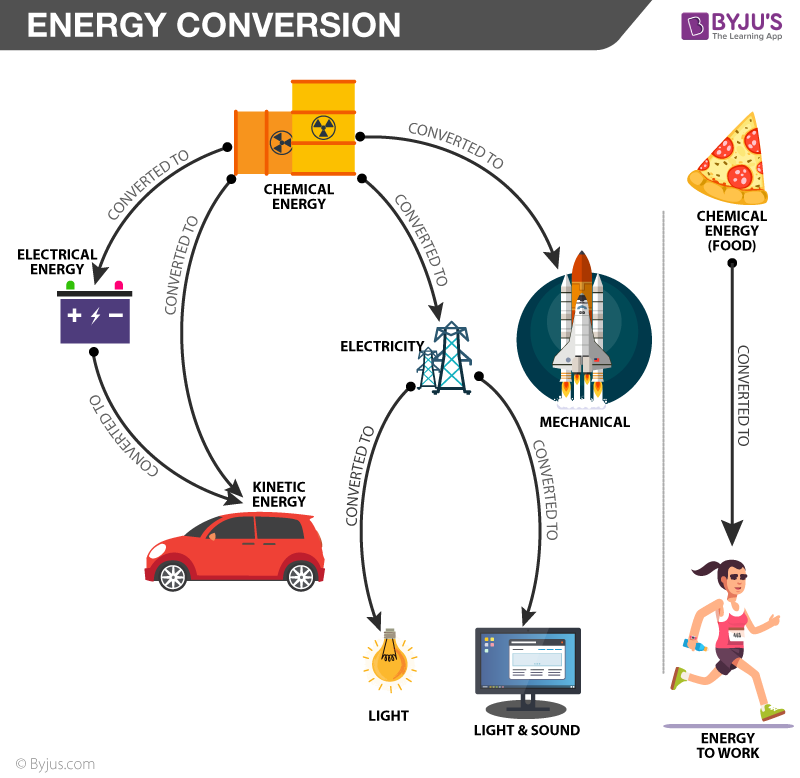 ENERGY CONVERSION
BYJU'S
The Learning App
CONVERTED TO
CONVERTED TO
CONVERTED TO
CONVERTED TO
CHEMICAL
ENERGY
CHEMICAL
ENERGY
(FOOD)
ELECTRICAL
ENERGY
ELECTRICITY
MECHANICAL
CONVERTED TO
CONVERTED TO
CONVERTED TO
CONVERTED TO
KINETIC
ENERGY
LIGHT
LIGHT & SOUND
ENERGY
TO WORK
© Byjus.com